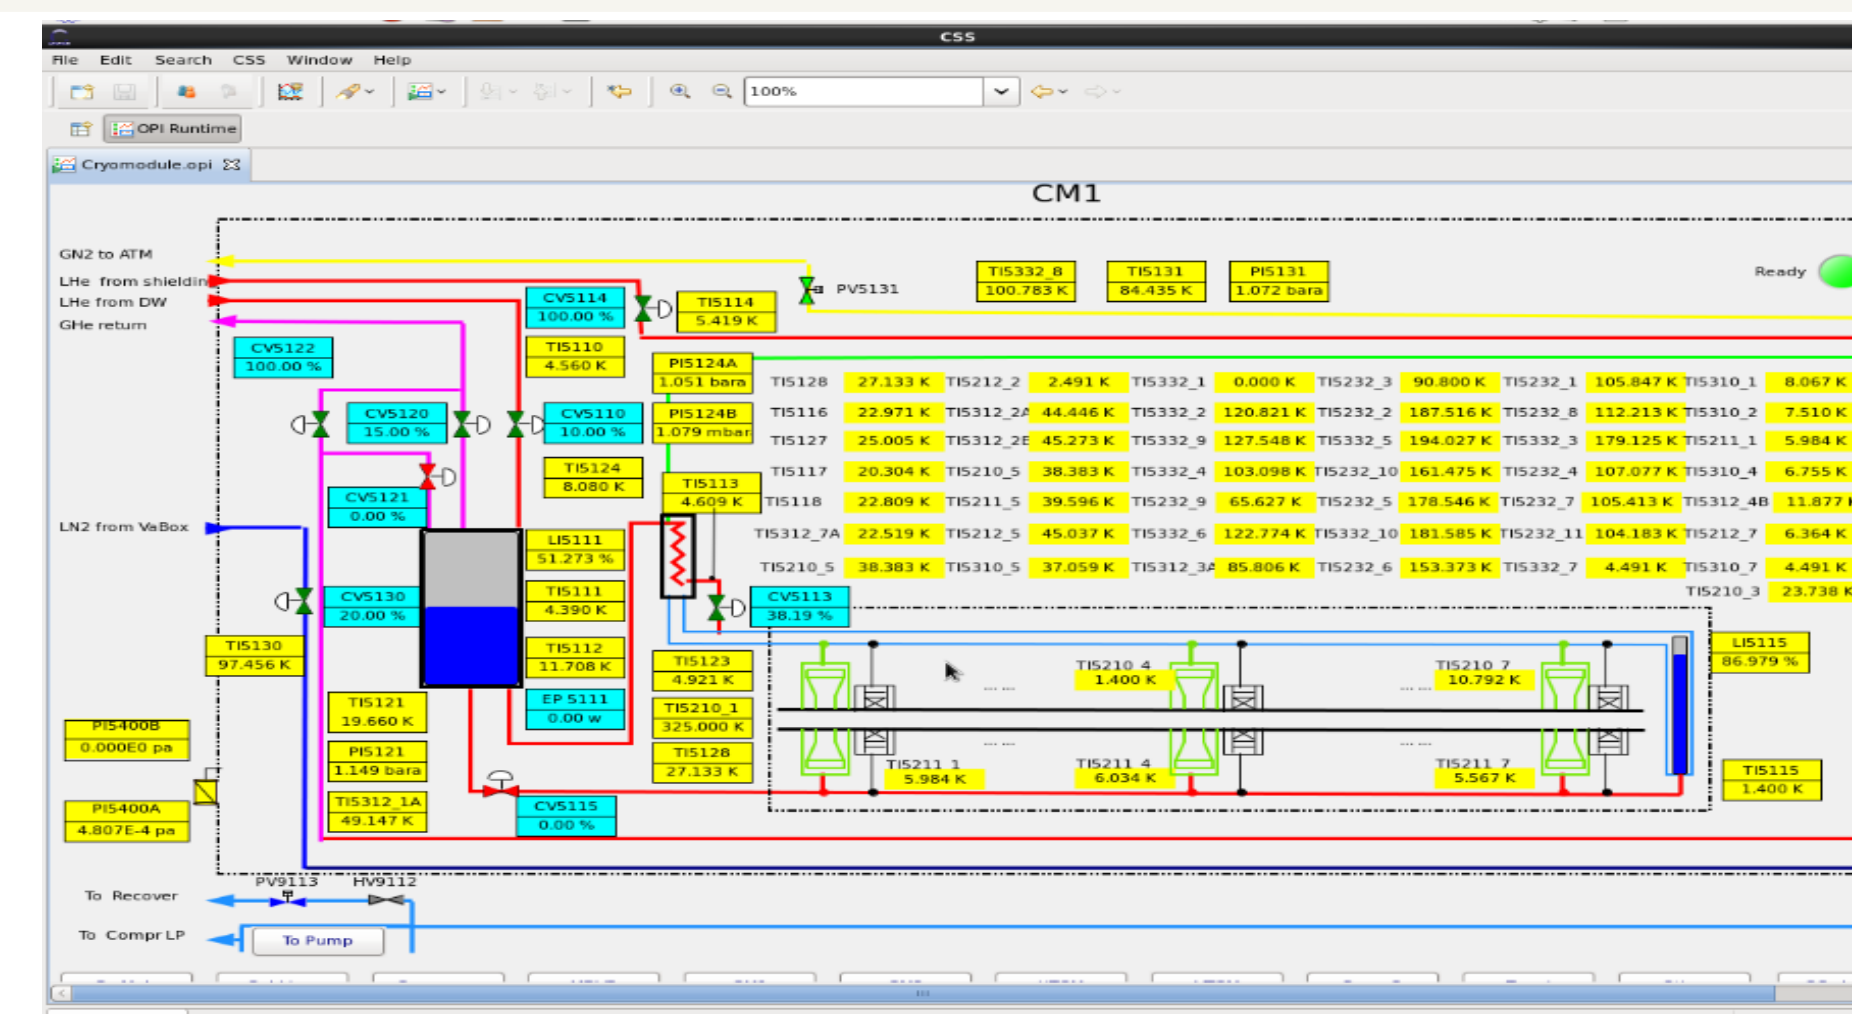 CSS
File Edit Search CSS Window Help
100%
OPI Runtime
Cryomodule.opi
CM1
GN2 to ATM
LHe from shieldin
LHe from DW
GHe return
CV5122
100.00 %
CV5114
100.00 %
TI5110
4.560 K
TI5114
5.419 K
PV5131
TI5332_8
100.783 K
TI5131
84.435 K
PI5131
1.072 bara
Ready
CV5120
15.00 %
CV5110
10.00 %
PI5124A
1.051 bara
PI5124B
1.079 mbar
TI5124
8.080 K
TI5113
4.609 K
CV5121
0.00 %
TI5128 27.133 K TI5212_2 2.491 K TI5332_1 0.000 K TI5232_3 90.800 K TI5232_1 105.847 K TI5310_1 8.067 K
TI5116 22.971 K TI5312_2A 44.446 K TI5332_2 120.821 K TI5232_2 187.516 K TI5232_8 112.213 K TI5310_2 7.510 K
TI5127 25.005 K TI5312_2E 45.273 K TI5332_9 127.548 K TI5332_5 194.027 K TI5332_3 179.125 K TI5211_1 5.984 K
TI5117 20.304 K TI5210_5 38.383 K TI5332_4 103.098 K TI5232_10 161.475 K TI5232_4 107.077 K TI5310_4 6.755 K
TI5118 22.809 K TI5211_5 39.596 K TI5232_9 65.627 K TI5232_5 178.546 K TI5232_7 105.413 K TI5312_4B 11.877 K
TI5312_7A 22.519 K TI5212_5 45.037 K TI5332_6 122.774 K TI5332_10 181.585 K TI5232_11 104.183 K TI5212_7 6.364 K
TI5210_5 38.383 K TI5310_5 37.059 K TI5312_3A 85.806 K TI5232_6 153.373 K TI5332_7 4.491 K TI5310_7 4.491 K
TI5210_3 23.738 K
LN2 from VaBox
LI5111
51.273 %
TI5111
4.390 K
TI5112
11.708 K
EP 5111
0.00 w
CV5130
20.00 %
TI5130
97.456 K
CV5113
38.19 %
TI5123
4.921 K
TI5210_1
325.000 K
TI5128
27.133 K
TI5210 4
1.400 K
TI5210 7
10.792 K
LI5115
86.979 %
TI5121
19.660 K
PI5121
1.149 bara
TI5312_1A
49.147 K
PI5400B
0.000E0 pa
PI5400A
4.807E-4 pa
CV5115
0.00 %
TI5211 1
5.984 K
TI5211 4
6.034 K
TI5211 7
5.567 K
TI5115
1.400 K
To Recover
PV9113
HV9112
To Compr LP
To Pump